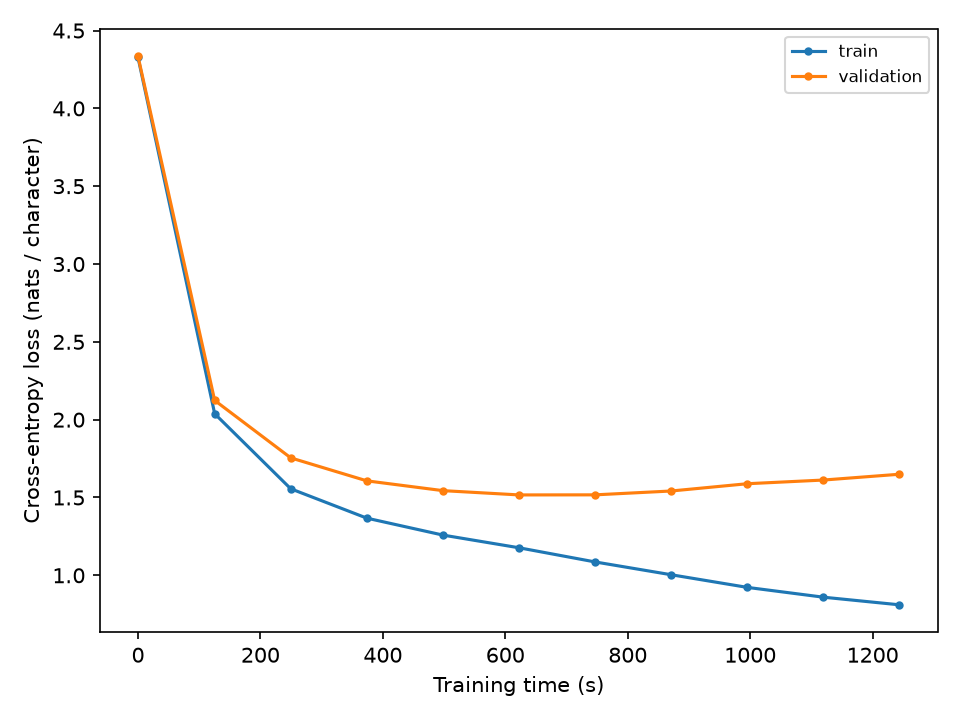 4.5
4.0
3.5
3.0
2.5
2.0
1.5
1.0
Cross-entropy loss (nats / character)
train
validation
0 200 400 600 800 1000 1200
Training time (s)